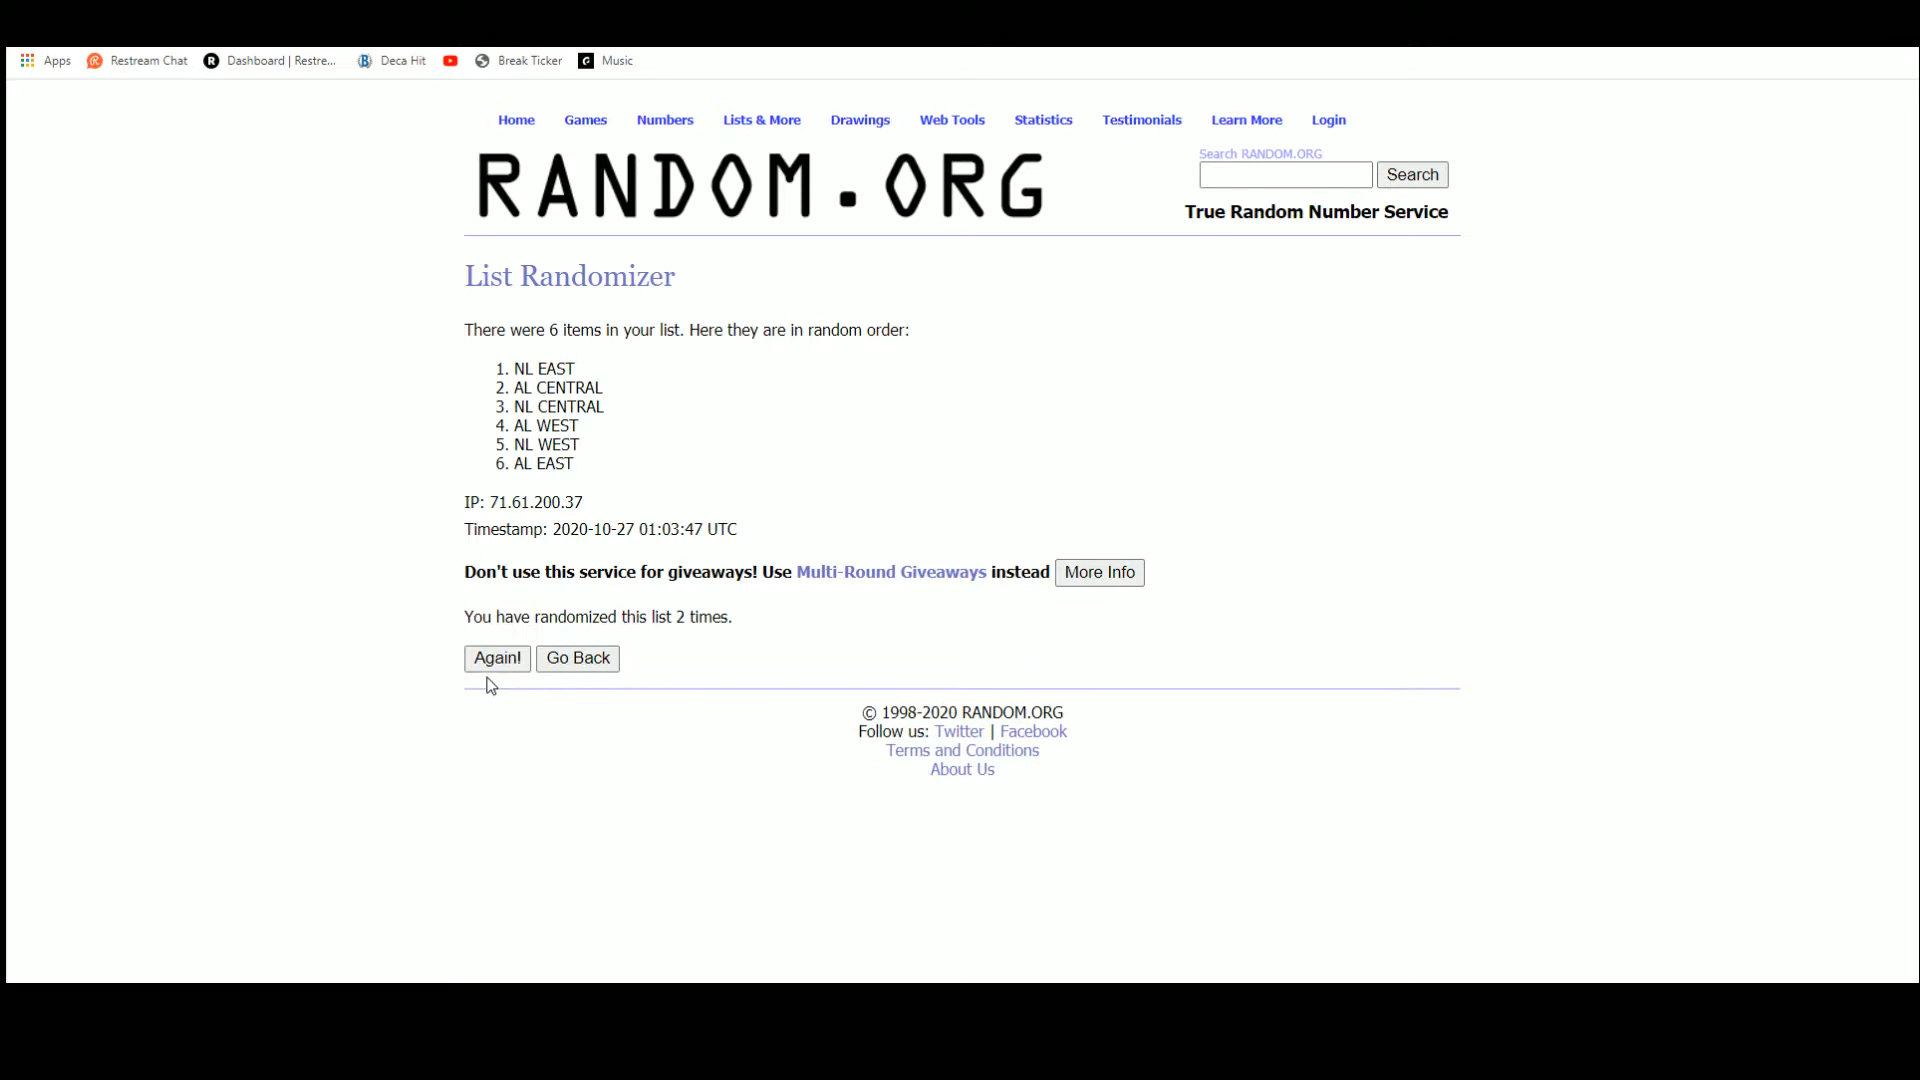 Apps Restream Chat Dashboard | Restre... Deca Hit Break Ticker Music
Home Games Numbers Lists & More Drawings Web Tools Statistics Testimonials Learn More Login
RANDOM.ORG
Search RANDOM.ORG
Search
True Random Number Service
List Randomizer
There were 6 items in your list. Here they are in random order:
1. NL EAST
2. AL CENTRAL
3. NL CENTRAL
4. AL WEST
5. NL WEST
6. AL EAST
IP: 71.61.200.37
Timestamp: 2020-10-27 01:03:47 UTC
Don't use this service for giveaways! Use Multi-Round Giveaways instead More Info
You have randomized this list 2 times.
Again! Go Back
© 1998-2020 RANDOM.ORG
Follow us: Twitter | Facebook
Terms and Conditions
About Us